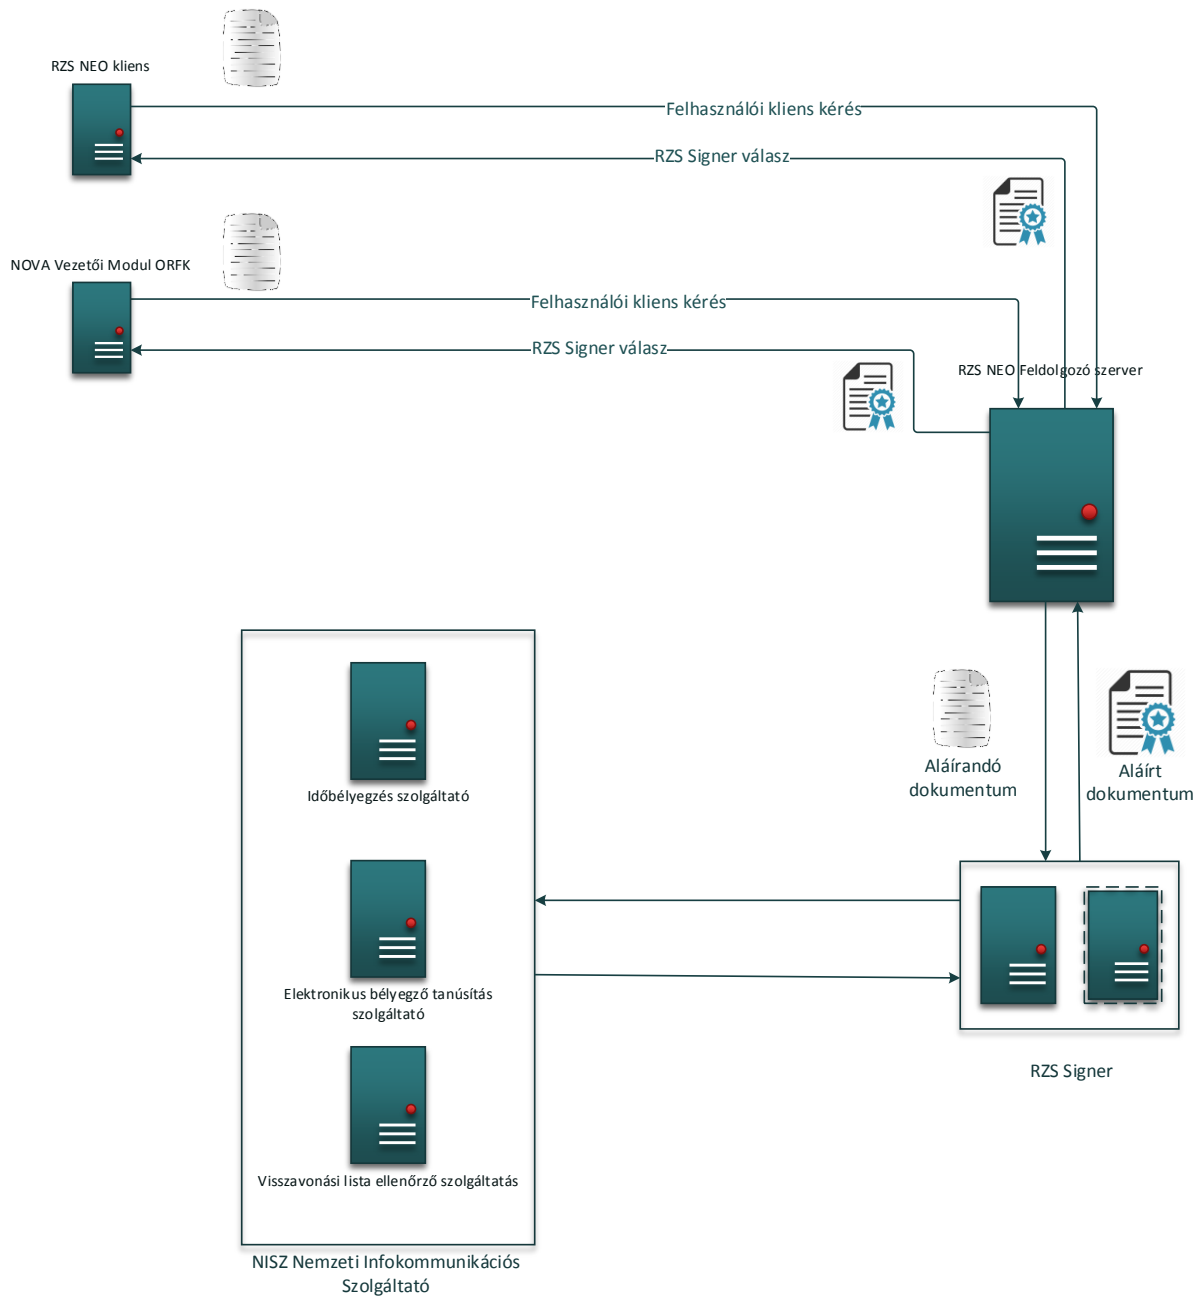 RZS NEO kliens
Felhasználói kliens kérés
RZS Signer válasz
NOVA Vezetői Modul ORFK
Felhasználói kliens kérés
RZS Signer válasz
RZS NEO Feldolgozó szerver
Aláírandó
dokumentum
Aláírt
dokumentum
Időbélyegzés szolgáltató
Elektronikus bélyegző tanúsítás
szolgáltató
RZS Signer
Visszavonási lista ellenőrző szolgáltatás
NISZ Nemzeti Infokommunikációs
Szolgáltató